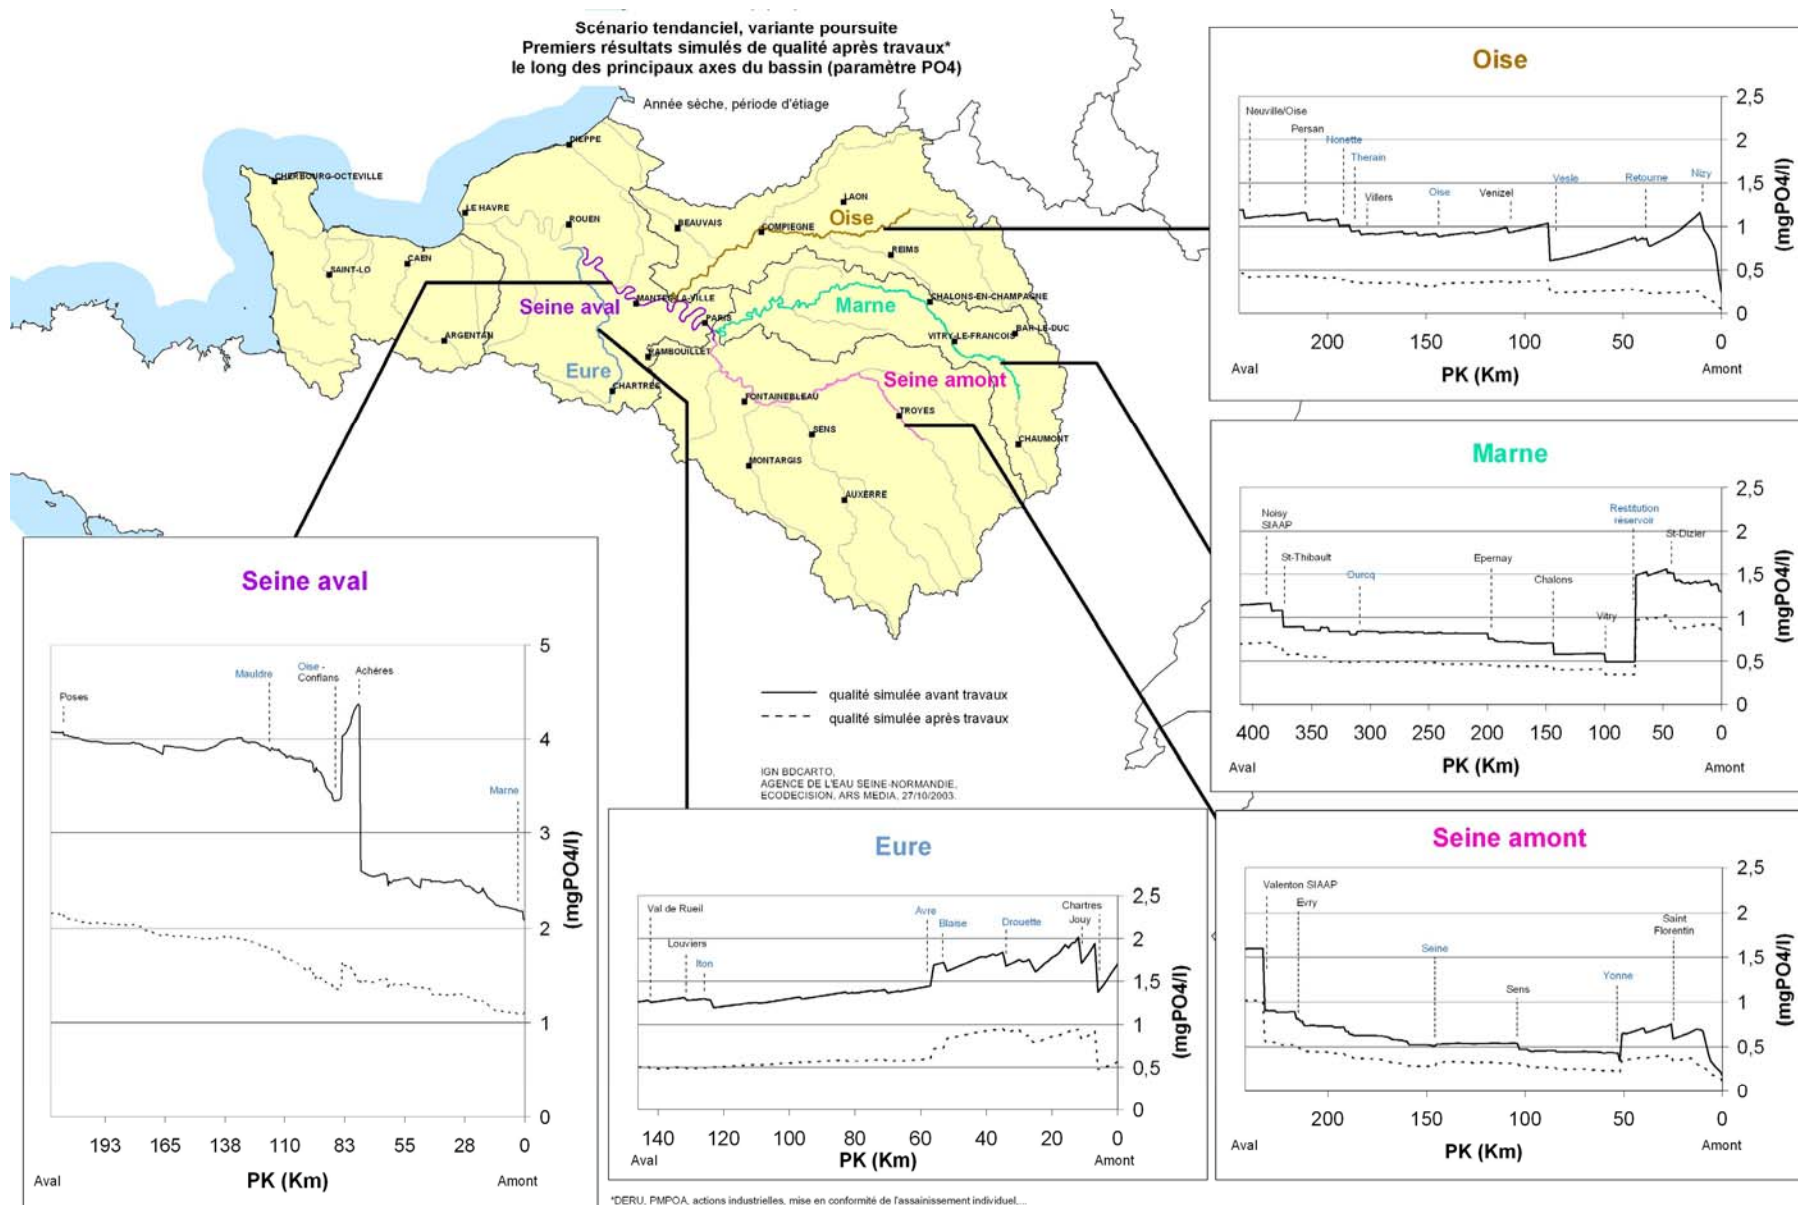 Scénario tendanciel, variante poursuite
Premiers résultats simulés de qualité après travaux*
le long des principaux axes du bassin (paramètre PO4)
Année sèche, période d'étiage
DIEPPE
CHERBOURG-OCTEVILLE
LE HAVRE
ROUEN
LAON
BEAUVAIS
Oise
COMPIEGNE
CAEN
SAINT-LO
REIMS
MANTES-LA-VILLE
Seine aval
Marne
CHALONS-EN-CHAMPAGNE
PARIS
BAR-LE-DUC
VITRY-LE-FRANCOIS
ARGENTAN
RAMBOUILLET
Eure
CHARTRES
Seine amont
FONTAINEBLEAU
TROYES
SENS
CHAUMONT
MONTARGIS
AUXERRE
qualité simulée avant travaux
qualité simulée après travaux
IGN BDCARTO,
AGENCE DE L'EAU SEINE-NORMANDIE,
ECODECISION, ARS MEDIA, 27/10/2003.
Oise
Neuville/Oise
Persan
Nonette
Therain
Villers
Oise
Venizel
Vesle
Retourne
Nizy
2,5
2
1,5
1
0,5
0
(mgPO4/l)
200 150 100 50 0
Aval PK (Km) Amont
Marne
Noisy
SIAAP
St-Thibault
Ourcq
Epernay
Chalons
Vitry
Restitution
réservoir
St-Dizier
2,5
2
1,5
1
0,5
0
(mgPO4/l)
400 350 300 250 200 150 100 50 0
Aval PK (Km) Amont
Seine aval
Poses
Mauldre
Oise -
Conflans
Achères
Marne
5
4
3
2
1
0
(mgPO4/l)
193 165 138 110 83 55 28 0
Aval PK (Km) Amont
Eure
Val de Rueil
Louviers
Iton
Avre
Blaise
Drouette
Chartres
Jouy
2,5
2
1,5
1
0,5
0
(mgPO4/l)
140 120 100 80 60 40 20 0
Aval PK (Km) Amont
Seine amont
Valenton SIAAP
Evry
Seine
Sens
Yonne
Saint
Florentin
2,5
2
1,5
1
0,5
0
(mgPO4/l)
200 150 100 50 0
Aval PK (Km) Amont
*DERU, PMPOA, actions industrielles, mise en conformité de l'assainissement individuel,...